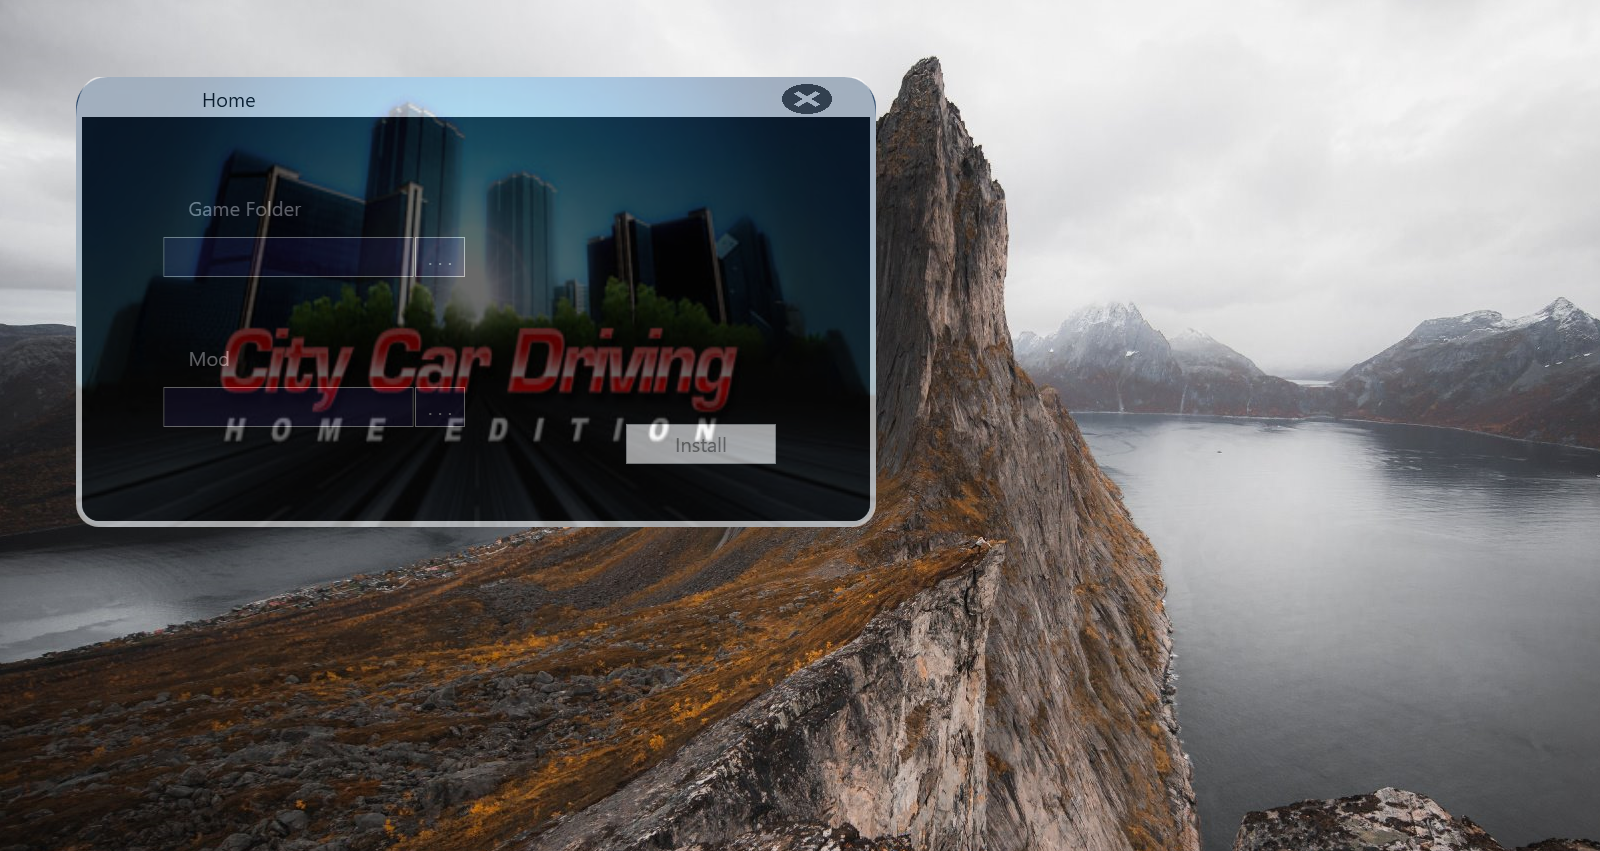 Home
Game Folder
...
City Car Driving
Mod
...
HOME EDITION
Install